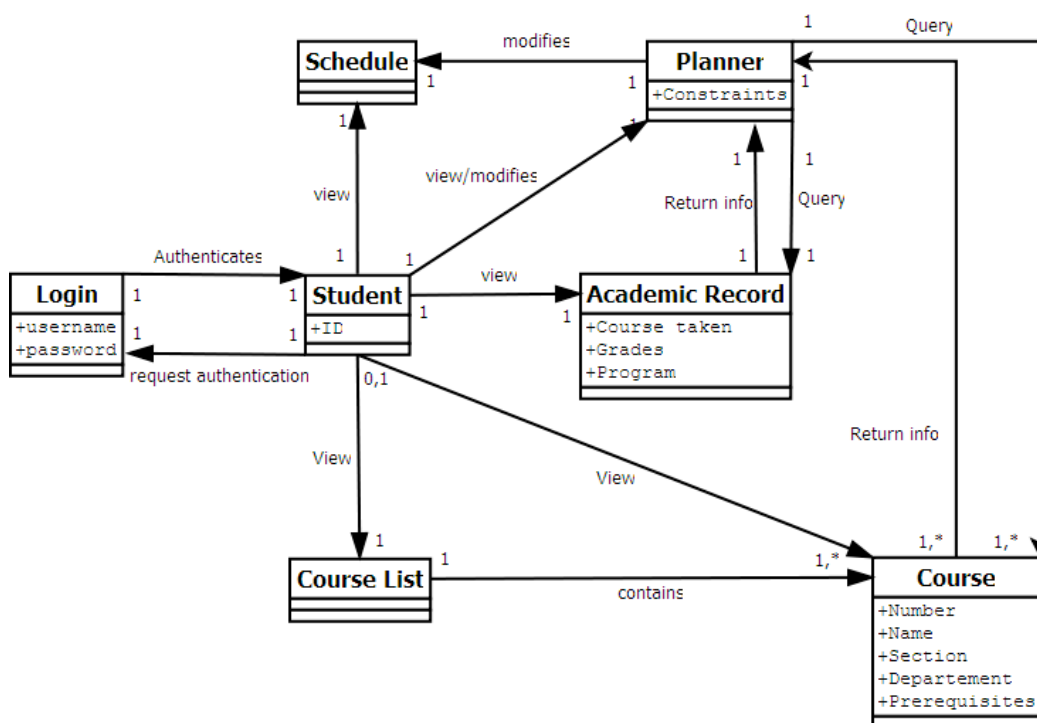 1
Query
modifies
Schedule
1
1
Planner
+Constraints
1
1
1
view/modifies
1
1
view
Return info
Query
Authenticates
1
1
1
1
view
Login
+username
+password
1
1
1
1
request authentication
Student
+ID
1
1
Academic Record
+Course taken
+Grades
+Program
0,1
View
View
Return info
1
1
1,*
1,*
1,*
Course List
contains
Course
+Number
+Name
+Section
+Departement
+Prerequisites